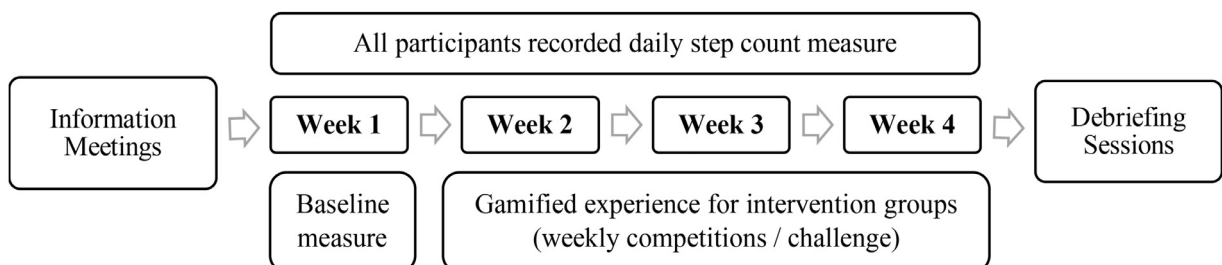 All participants recorded daily step count measure
Information
Meetings
Week 1
Week 2
Week 3
Week 4
Debriefing
Sessions
Baseline
measure
Gamified experience for intervention groups
(weekly competitions / challenge)